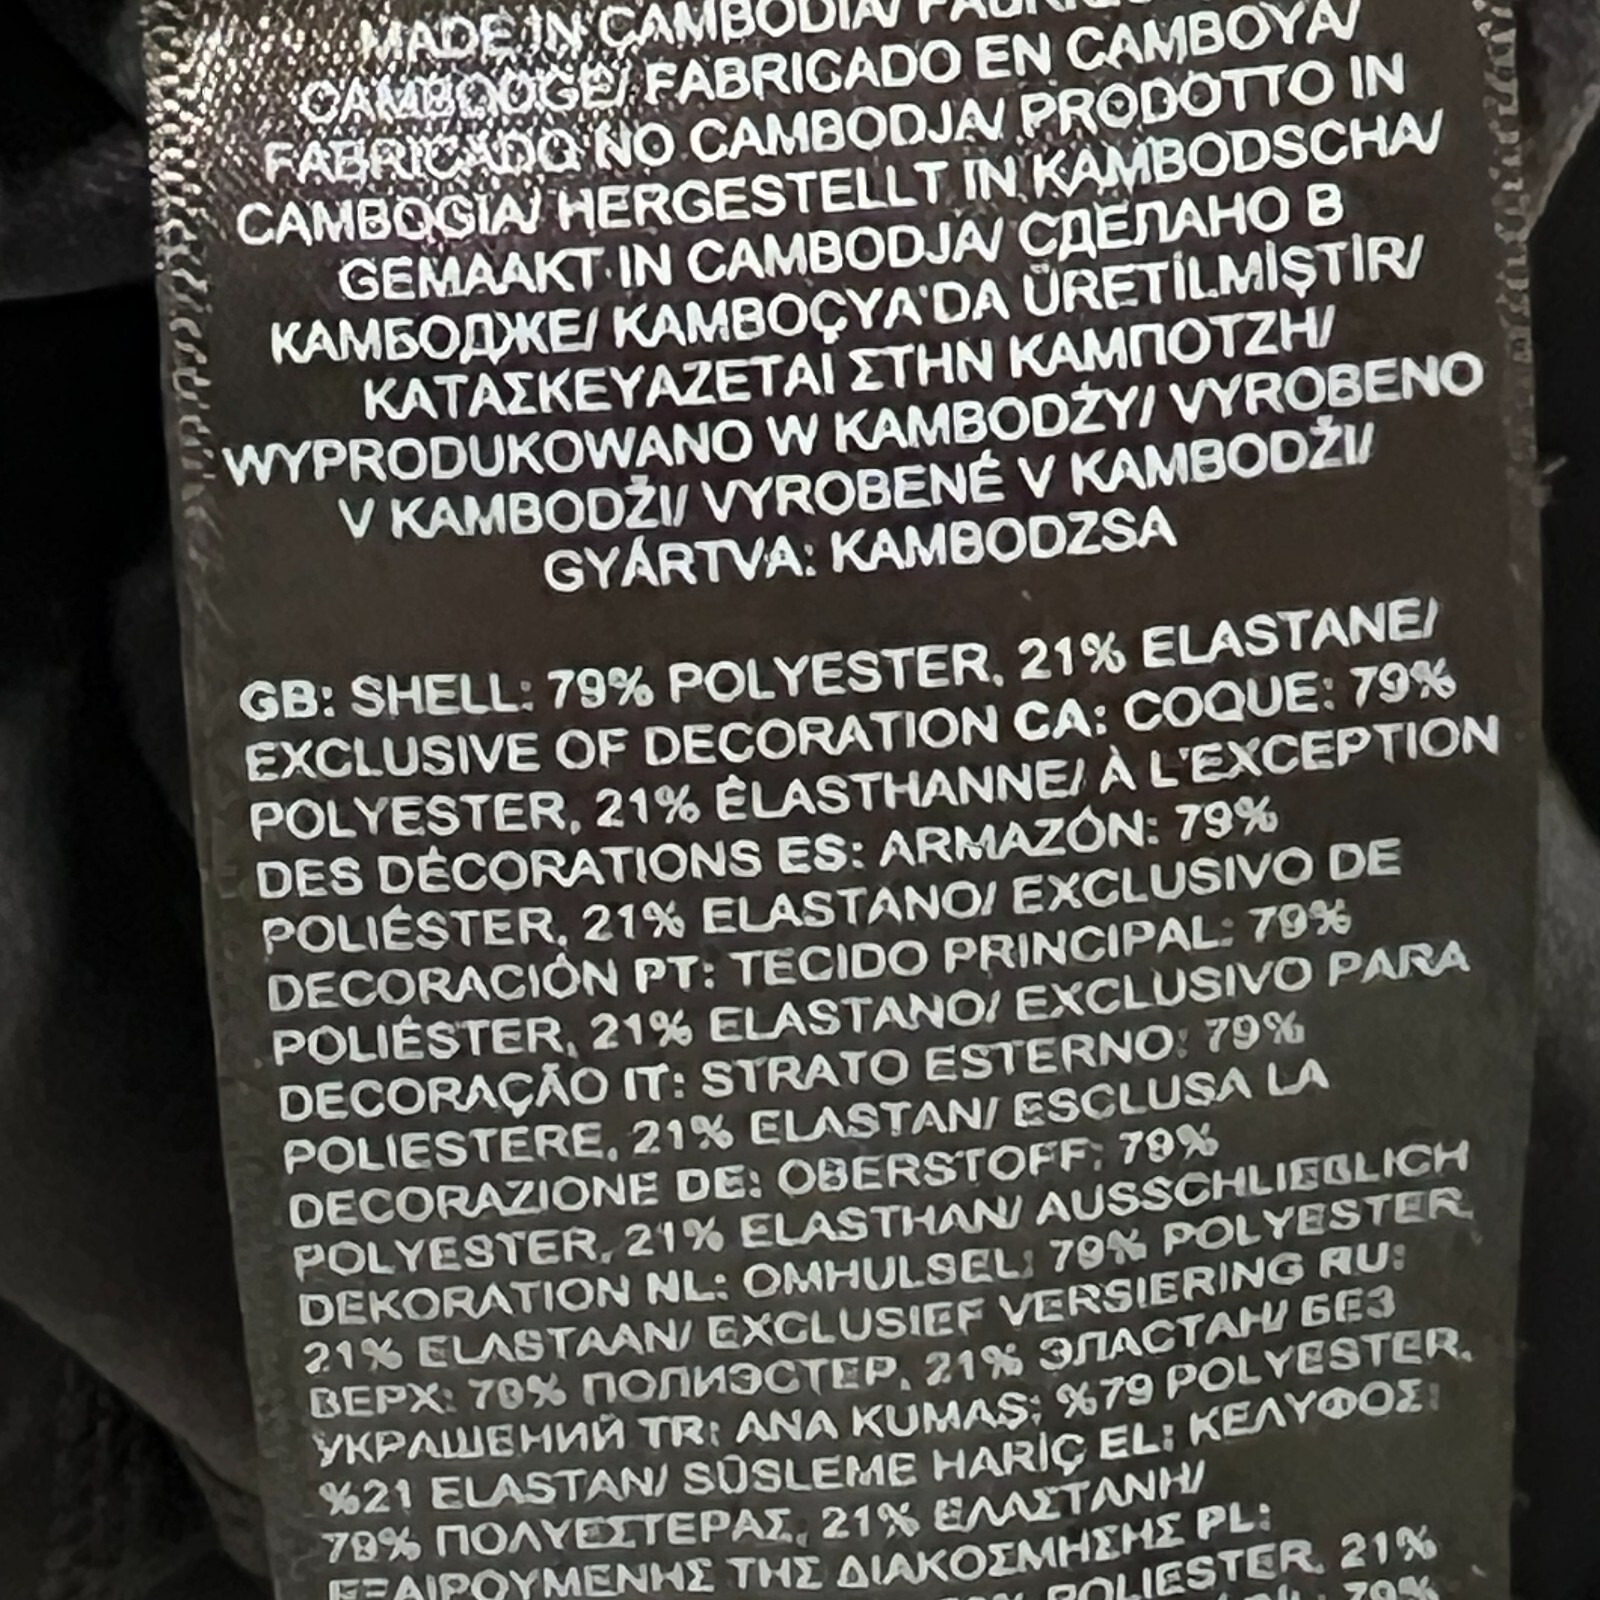 MADE IN CAMBODIA/
CAMBODGE/ FABRICADO EN CAMBOYA/
FABRICADO NO CAMBODJA/ PRODOTTO IN
CAMBOGIA/ HERGESTELLT IN KAMBODSCHA/
GEMAAKT IN CAMBODJA/ СДЕЛАНО В
КАМБОДЖЕ/ KAMBOÇYA'DA ÜRETİLMİŞTİR/
ΚΑΤΑΣΚΕΥΑΖΕΤΑΙ ΣΤΗΝ ΚΑΜΠΟΤΖΗ/
WYPRODUKOWANO W KAMBODŻY/ VYROBENO
V KAMBODŽI/ VYROBENÉ V KAMBODŽI/
GYÁRTVA: KAMBODZSA
GB: SHELL: 79% POLYESTER, 21% ELASTANE/
EXCLUSIVE OF DECORATION CA: COQUE: 79%
POLYESTER, 21% ÉLASTHANNE/ À L'EXCEPTION
DES DÉCORATIONS ES: ARMAZÓN: 79%
POLIÉSTER, 21% ELASTANO/ EXCLUSIVO DE
DECORACIÓN PT: TECIDO PRINCIPAL: 79%
POLIÉSTER, 21% ELASTANO/ EXCLUSIVO PARA
DECORAÇÃO IT: STRATO ESTERNO: 79%
POLIESTERE, 21% ELASTAN/ ESCLUSA LA
DECORAZIONE DE: OBERSTOFF: 79%
POLYESTER, 21% ELASTHAN/ AUSSCHLIEßLICH
DEKORATION NL: OMHULSEL: 79% POLYESTER,
21% ELASTAAN/ EXCLUSIEF VERSIERING RU:
ВЕРХ: 79% ПОЛИЭСТЕР, 21% ЭЛАСТАН/ БЕЗ
УКРАШЕНИЙ TR: ANA KUMAŞ: %79 POLYESTER,
%21 ELASTAN/ SÜSLEME HARİÇ EL: ΚΕΛΥΦΟΣ:
79% ΠΟΛΥΕΣΤΕΡΑΣ, 21% ΕΛΑΣΤΑΝΗ/
ΕΞΑΙΡΟΥΜΕΝΗΣ ΤΗΣ ΔΙΑΚΟΣΜΗΣΗΣ PL:
POLIESTER, 21%
79%